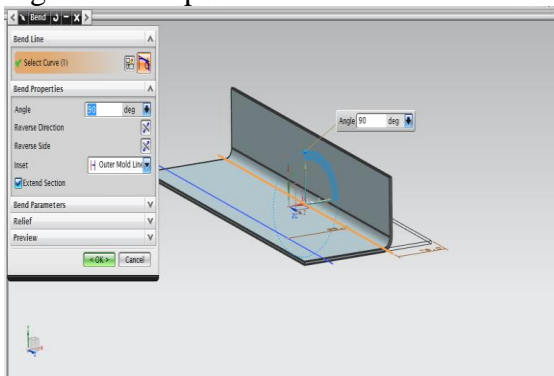 Bend
Bend Line
Select Curve (1)
Bend Properties
Angle 90 deg
Reverse Direction
Reverse Side
Inset Outer Mold Line
Extend Section
Bend Parameters
Relief
Preview
<OK> Cancel
Angle 90 deg